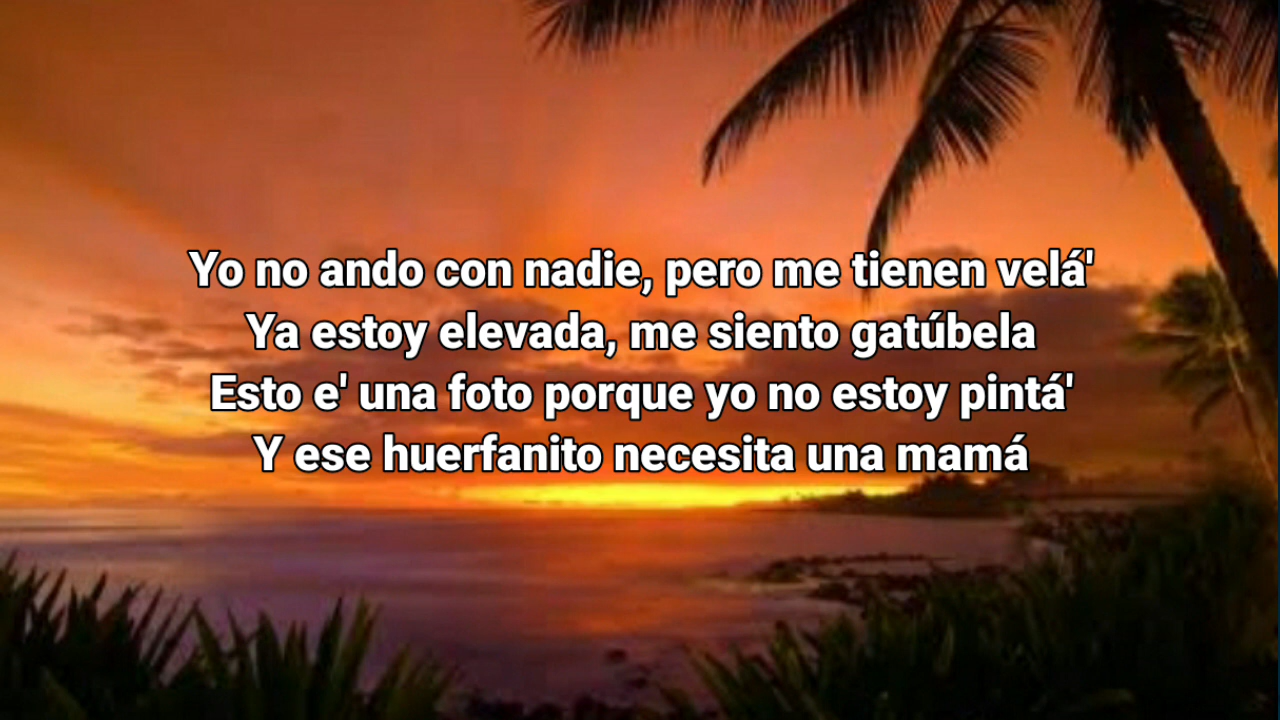 Yo no ando con nadie, pero me tienen velá'
Ya estoy elevada, me siento gatúbela
Esto e' una foto porque yo no estoy pintá'
Y ese huerfanito necesita una mamá